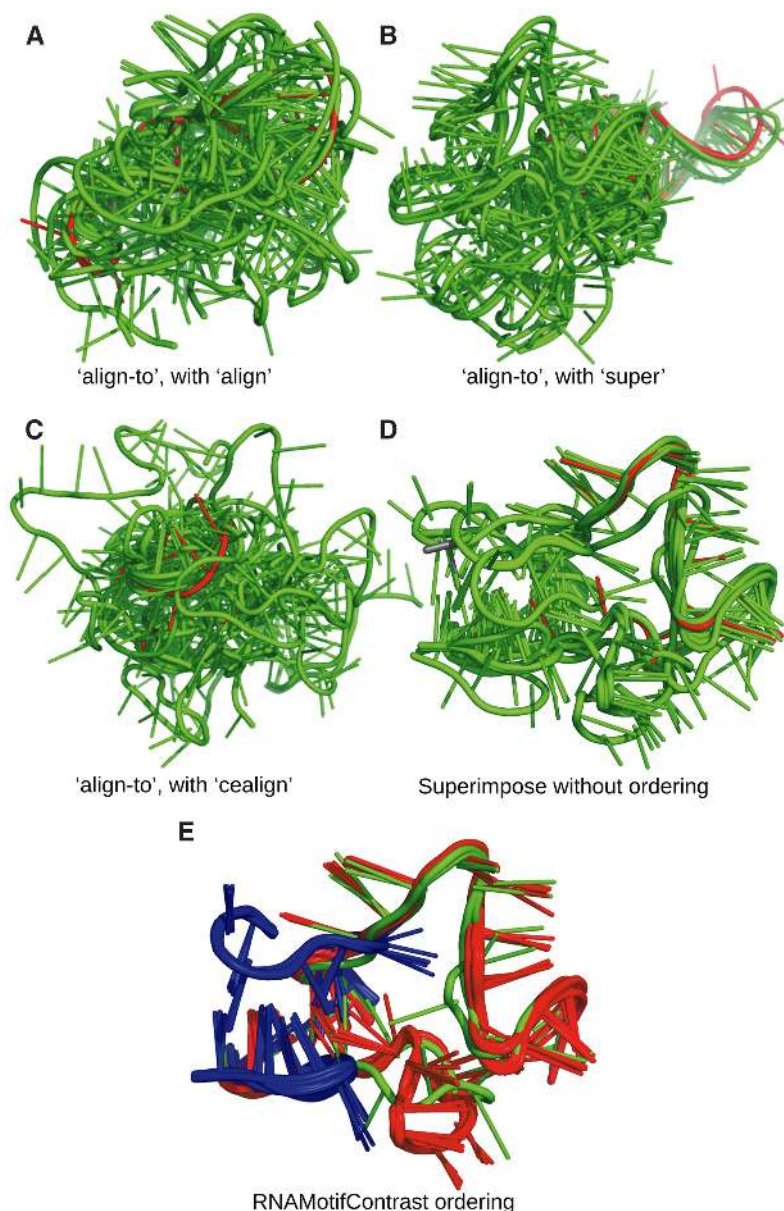 A
B
'align-to', with 'align'
'align-to', with 'super'
C
D
'align-to', with 'cealign'
Superimpose without ordering
E
RNAMotifContrast ordering